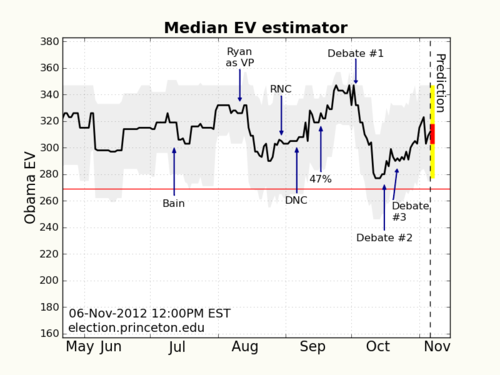 Median EV estimator
380
360
340
320
300
280
260
240
220
200
180
160
Obama EV
Ryan
as VP
RNC
Debate #1
Prediction
Bain
DNC
47%
Debate
#3
Debate #2
06-Nov-2012 12:00PM EST
election.princeton.edu
May Jun Jul Aug Sep Oct Nov